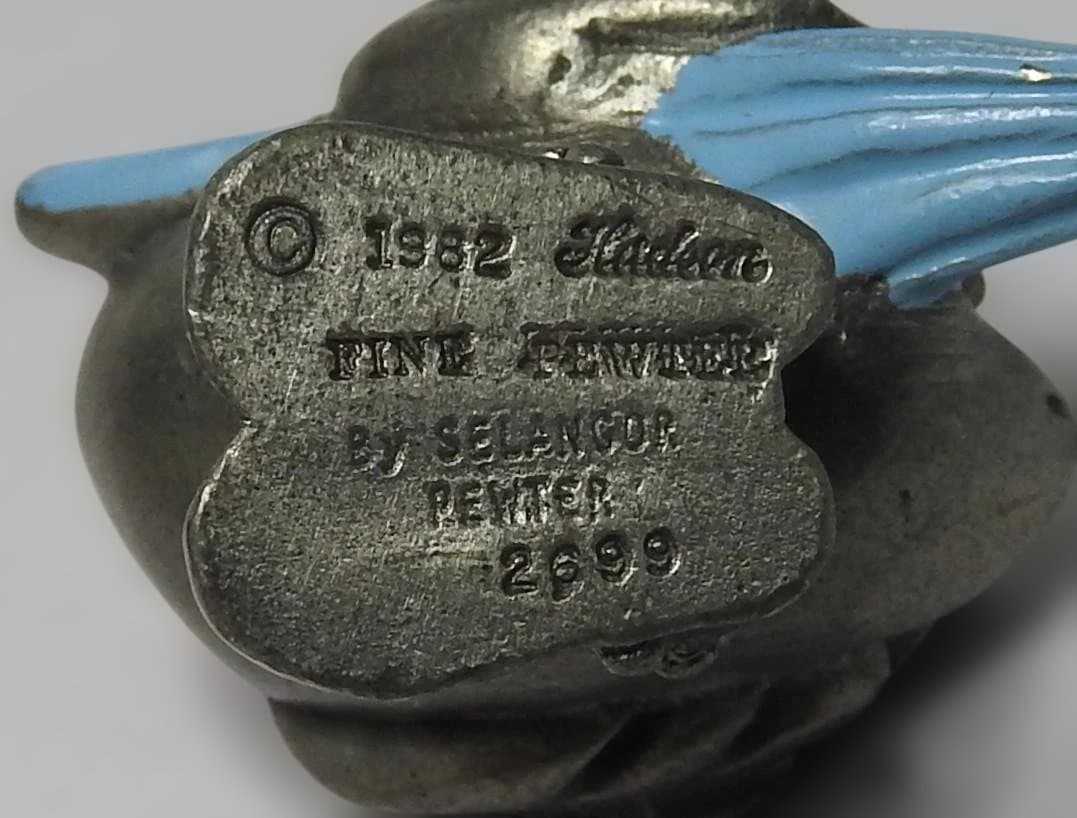 © 1982 Hudson
FINE PEWTER
By SELANGOR
PEWTER
2699